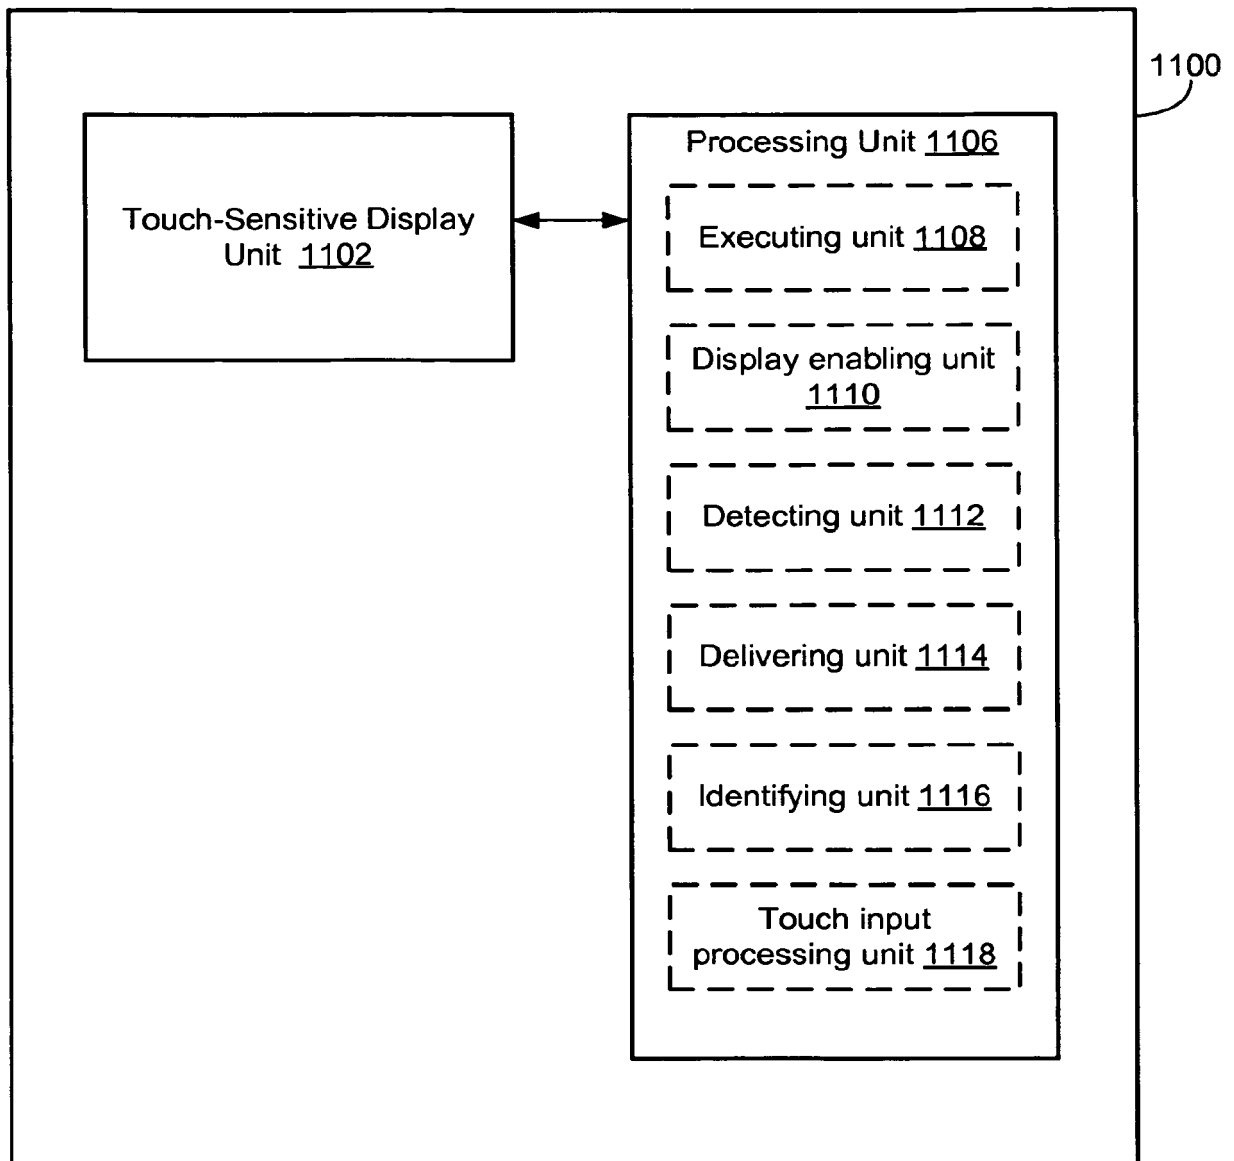 1100
Touch-Sensitive Display
Unit 1102
Processing Unit 1106
Executing unit 1108
Display enabling unit
1110
Detecting unit 1112
Delivering unit 1114
Identifying unit 1116
Touch input
processing unit 1118